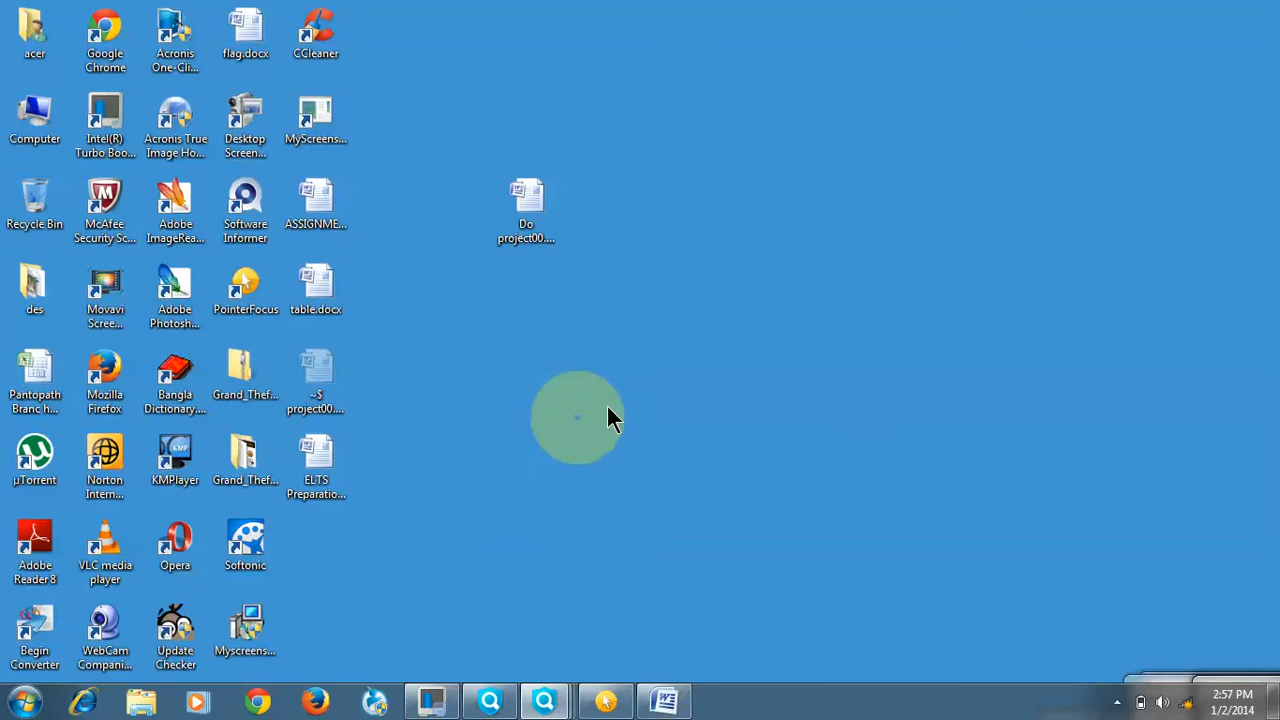 acer
Google
Chrome
Acronis
One-Cli...
flag.docx
CCleaner
Computer
Intel(R)
Turbo Boo...
Acronis True
Image Ho...
Desktop
Screen...
MyScreens...
Recycle Bin
McAfee
Security Sc...
Adobe
ImageRea...
Software
Informer
ASSIGNME...
Do
project00....
des
Movavi
Scree...
Adobe
Photosh...
PointerFocus
table.docx
Pantopath
Branc h...
Mozilla
Firefox
Bangla
Dictionary....
Grand_Thef...
~$
project00....
µTorrent
Norton
Intern...
KMPlayer
Grand_Thef...
ELTS
Preparatio...
Adobe
Reader 8
VLC media
player
Opera
Softonic
Begin
Converter
WebCam
Compani...
Update
Checker
Myscreens...
2:57 PM
1/2/2014